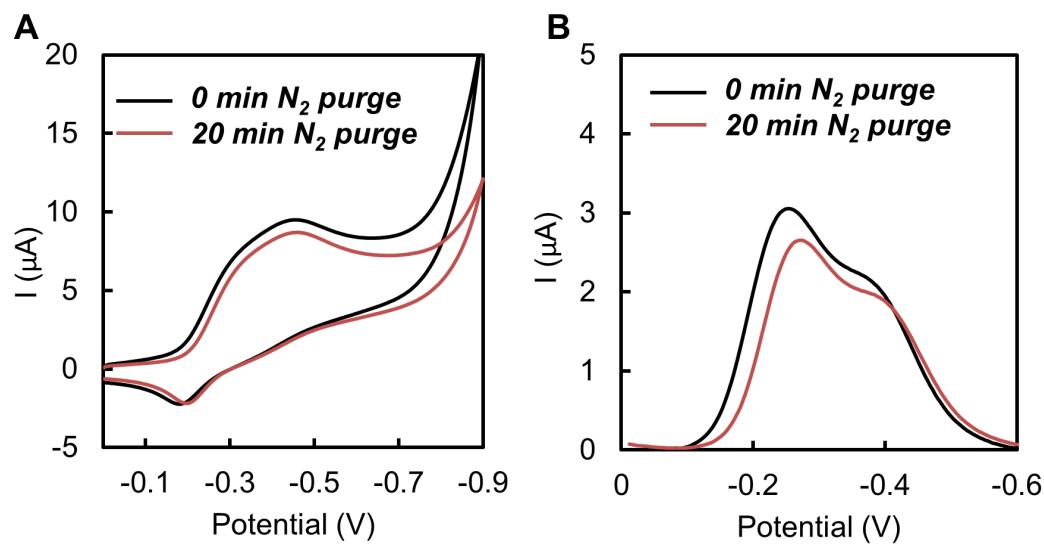 A
20
15
10
5
0
-5
I (µA)
0 min N₂ purge
20 min N₂ purge
-0.1 -0.3 -0.5 -0.7 -0.9
Potential (V)
B
5
4
3
2
1
0
I (µA)
0 min N₂ purge
20 min N₂ purge
0 -0.2 -0.4 -0.6
Potential (V)